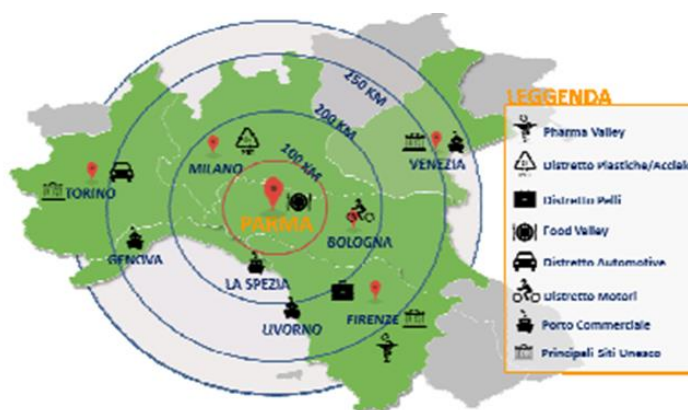 250 KM
200 KM
100 KM
MILANO
VENEZIA
TORINO
PARMA
BOLOGNA
GENOVA
LA SPEZIA
LIVORNO
FIRENZE
LEGGENDA
Pharma Valley
Distretto Plastiche/Acciaio
Distretto Pelli
Food Valley
Distretto Automotive
Distretto Motori
Porto Commerciale
Principali Siti Unesco